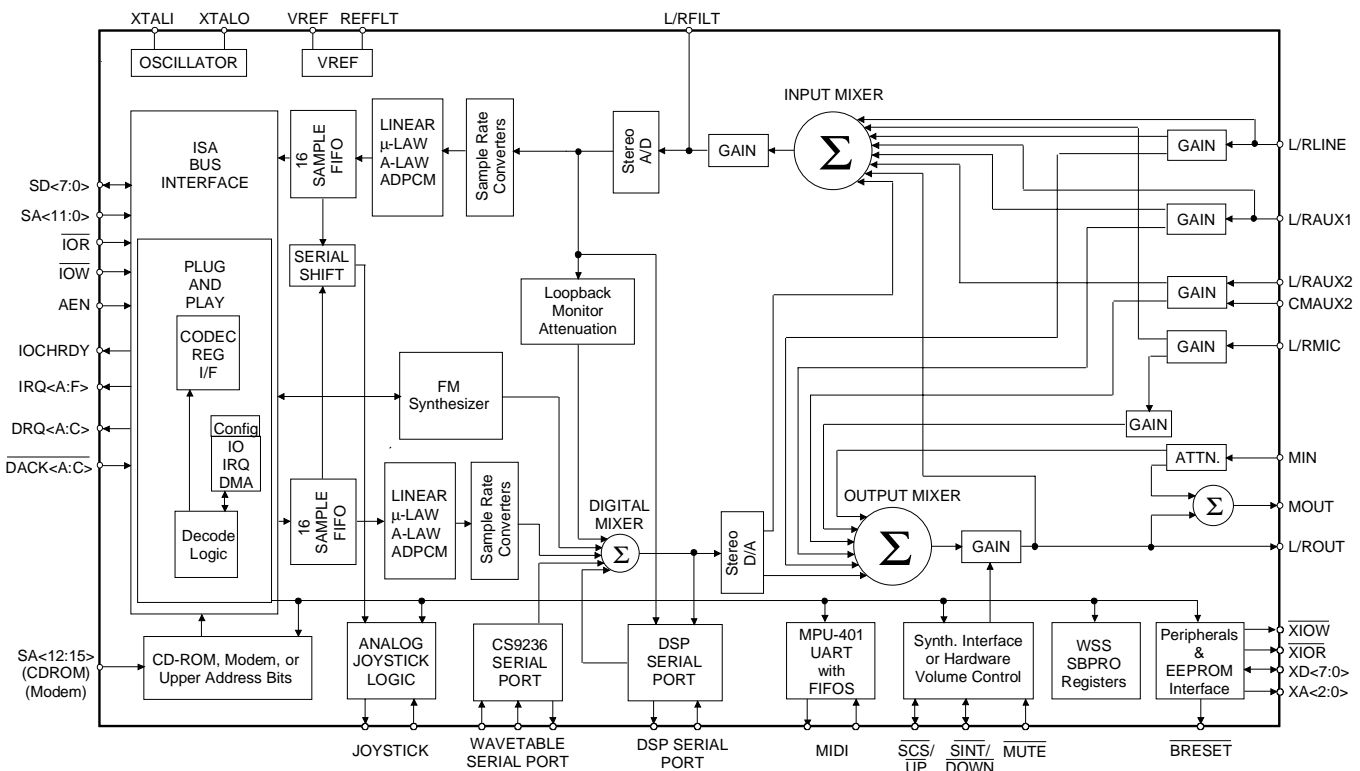 XTALI
XTALO
VREF
REFFLT
L/RFILT
OSCILLATOR
VREF
INPUT MIXER
Σ
GAIN
Stereo
A/D
Sample Rate
Converters
LINEAR
μ-LAW
A-LAW
ADPCM
16
SAMPLE
FIFO
ISA
BUS
INTERFACE
GAIN
L/RLINE
GAIN
L/RAUX1
GAIN
L/RAUX2
CMAUX2
GAIN
L/RMIC
GAIN
ATTN.
MIN
Σ
MOUT
L/ROUT
SD<7:0>
SA<11:0>
IOR
IOW
AEN
IOCHRDY
IRQ<A:F>
DRQ<A:C>
DACK<A:C>
SERIAL
SHIFT
PLUG
AND
PLAY
CODEC
REG
I/F
Config
IO
IRQ
DMA
Decode
Logic
Loopback
Monitor
Attenuation
FM
Synthesizer
16
SAMPLE
FIFO
LINEAR
μ-LAW
A-LAW
ADPCM
Sample Rate
Converters
DIGITAL
MIXER
Σ
Stereo
D/A
OUTPUT MIXER
Σ
GAIN
SA<12:15>
(CDROM)
(Modem)
CD-ROM, Modem, or
Upper Address Bits
ANALOG
JOYSTICK
LOGIC
CS9236
SERIAL
PORT
DSP
SERIAL
PORT
MPU-401
UART
with
FIFOS
Synth. Interface
or Hardware
Volume Control
WSS
SBPRO
Registers
Peripherals
&
EEPROM
Interface
XIOW
XIOR
XD<7:0>
XA<2:0>
JOYSTICK
WAVETABLE
SERIAL PORT
DSP SERIAL
PORT
MIDI
SCS/
UP
SINT/
DOWN
MUTE
BRESET